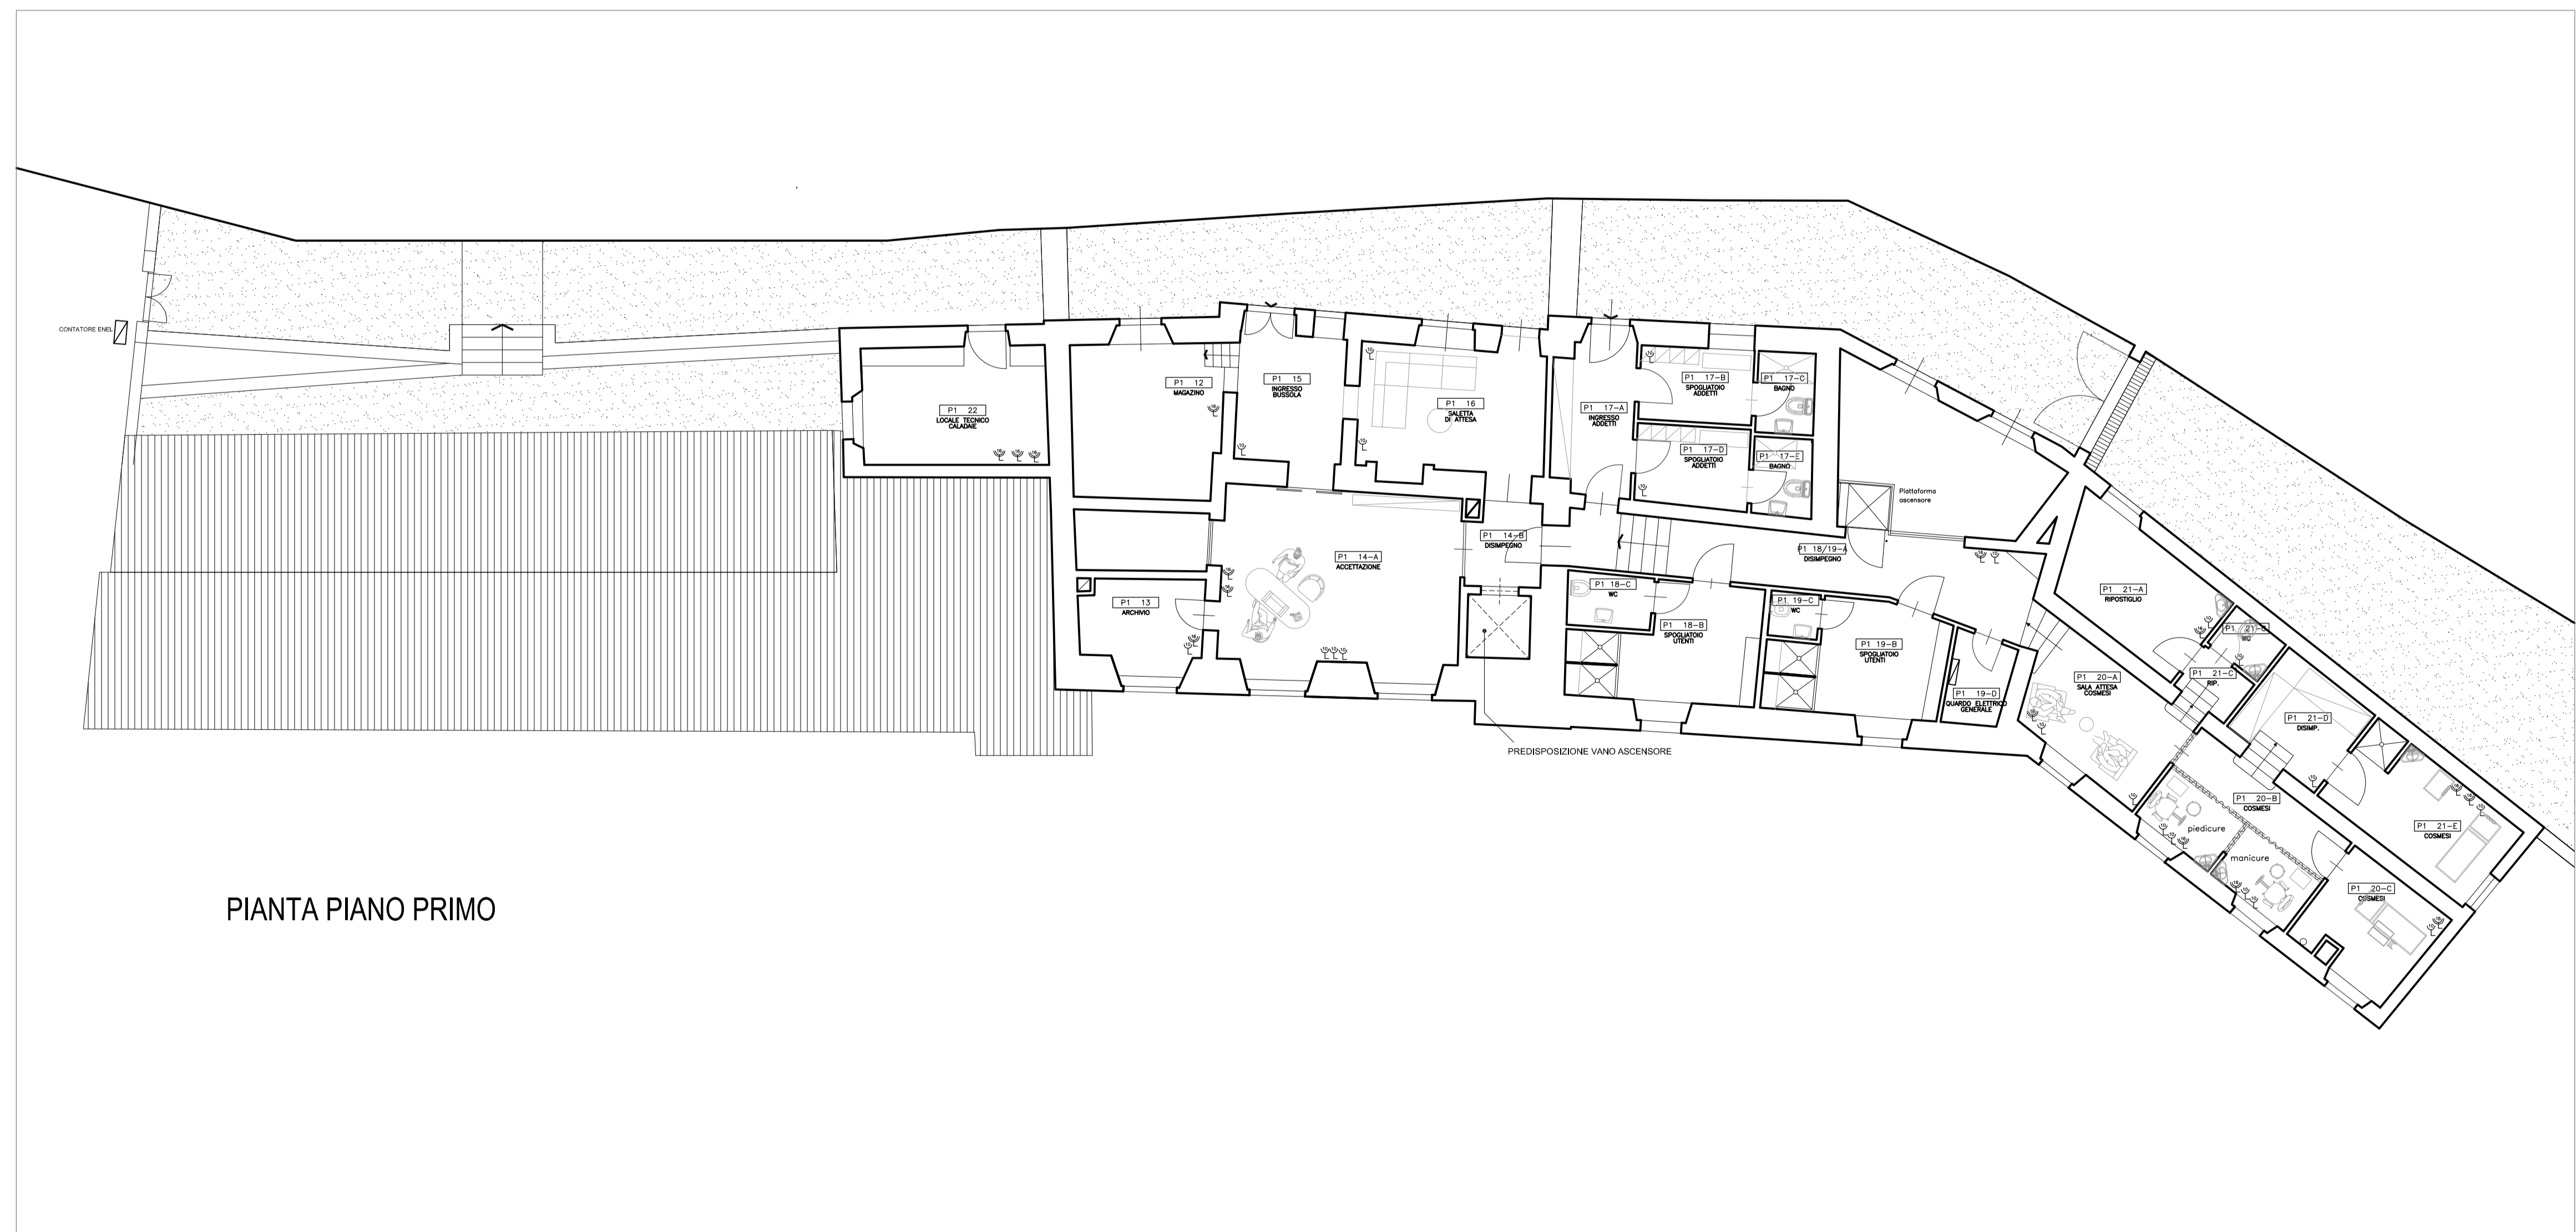 CONTATORE ENEL
P1 22
LOCALE TECNICO
CALADAIE
P1 12
MAGAZINO
P1 15
INGRESSO
BUSSOLA
P1 16
SALETTA
DI ATTESA
P1 17-A
INGRESSO
ADDETTI
P1 17-B
SPOGLIATOIO
ADDETTI
P1 17-C
BAGNO
P1 17-D
SPOGLIATOIO
ADDETTI
P1 17-E
BAGNO
Piattaforma
ascensore
P1 14-A
ACCETTAZIONE
P1 14-B
DISIMPEGNO
P1 18/19-A
DISIMPEGNO
P1 13
ARCHIVIO
P1 18-C
WC
P1 18-B
SPOGLIATOIO
UTENTI
P1 19-C
WC
P1 19-B
SPOGLIATOIO
UTENTI
P1 19-D
QUARDO ELETTRICO
GENERALE
P1 20-A
SALA ATTESA
COSMESI
P1 21-A
RIPOSTIGLIO
WC
P1 21-C
RIP.
P1 21-D
DISIMP.
P1 20-B
COSMESI
P1 21-E
COSMESI
piedicure
manicure
P1 20-C
COSMESI
PREDISPOSIZIONE VANO ASCENSORE
PIANTA PIANO PRIMO